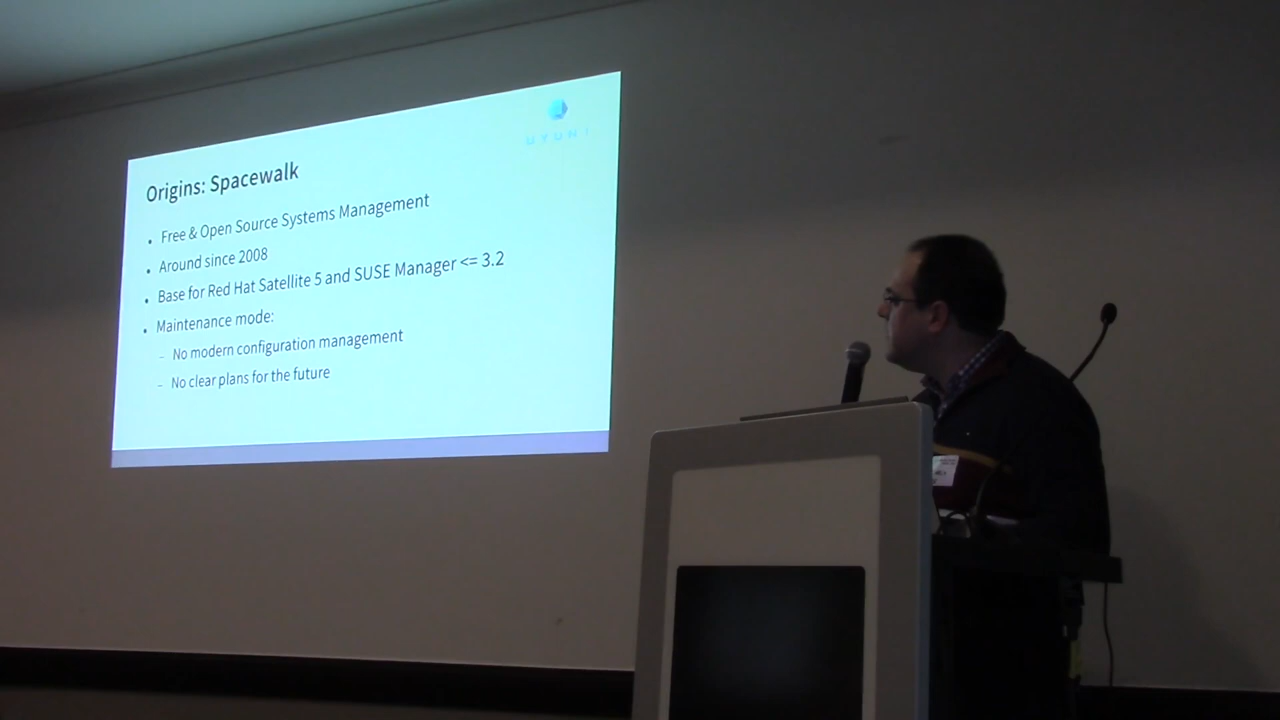 UYUNI
Origins: Spacewalk
• Free & Open Source Systems Management
• Around since 2008
• Base for Red Hat Satellite 5 and SUSE Manager <= 3.2
• Maintenance mode:
– No modern configuration management
– No clear plans for the future